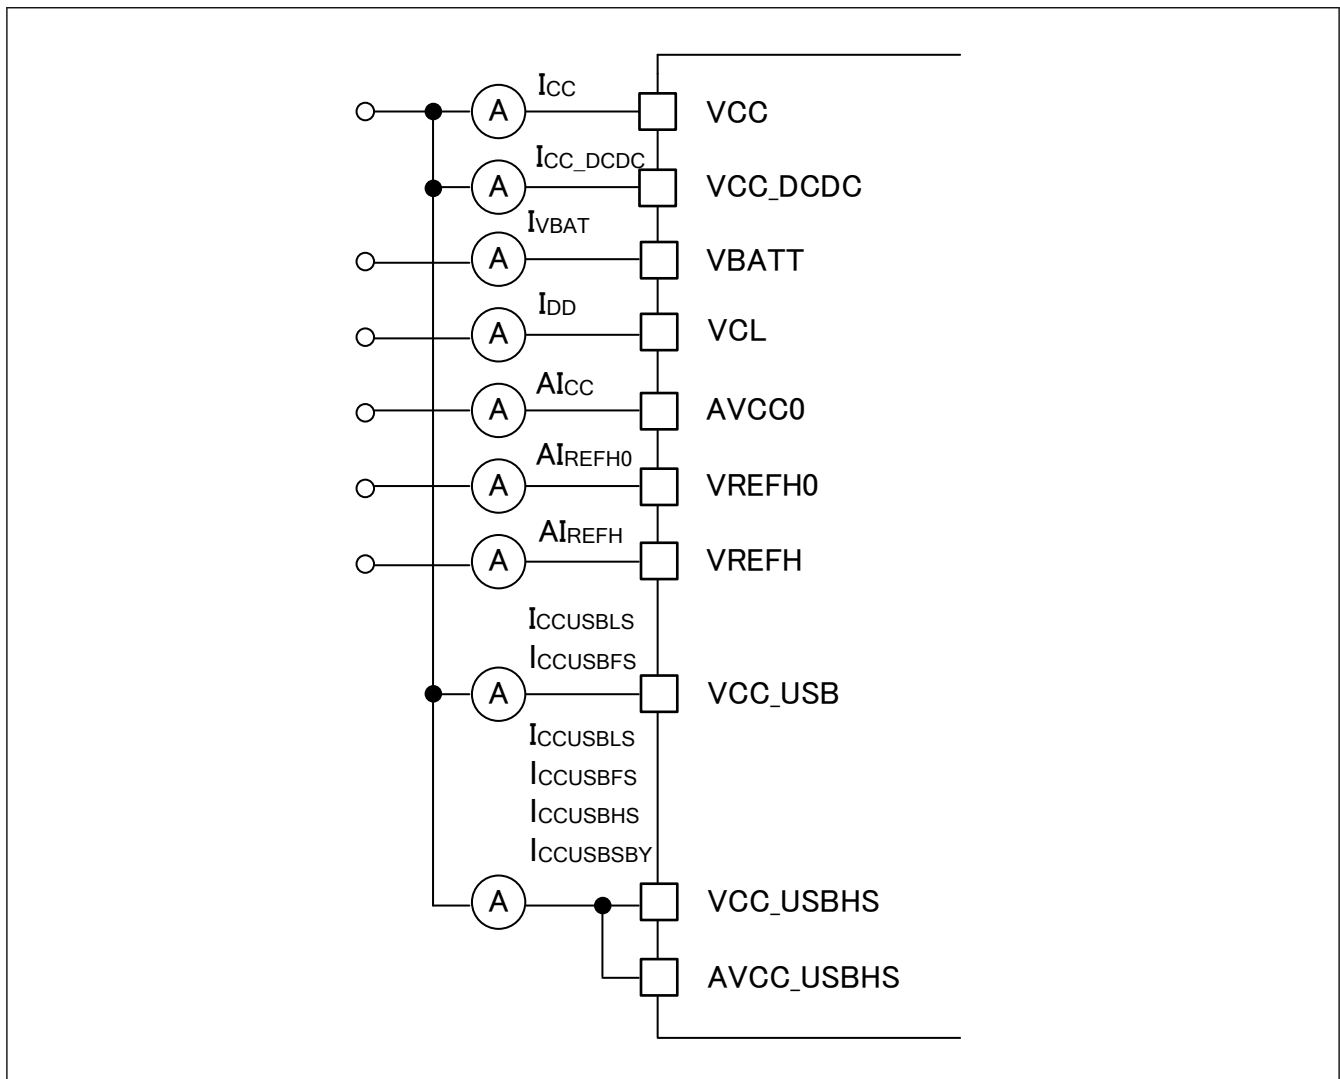 ICC
A
VCC
ICC_DCDC
A
VCC_DCDC
IVBAT
A
VBATT
IDD
A
VCL
AICC
A
AVCC0
AIREFH0
A
VREFH0
AIREFH
A
VREFH
ICCUSBLS
ICCUSBFS
A
VCC_USB
ICCUSBLS
ICCUSBFS
ICCUSBHS
ICCUSBSBY
A
VCC_USBHS
AVCC_USBHS